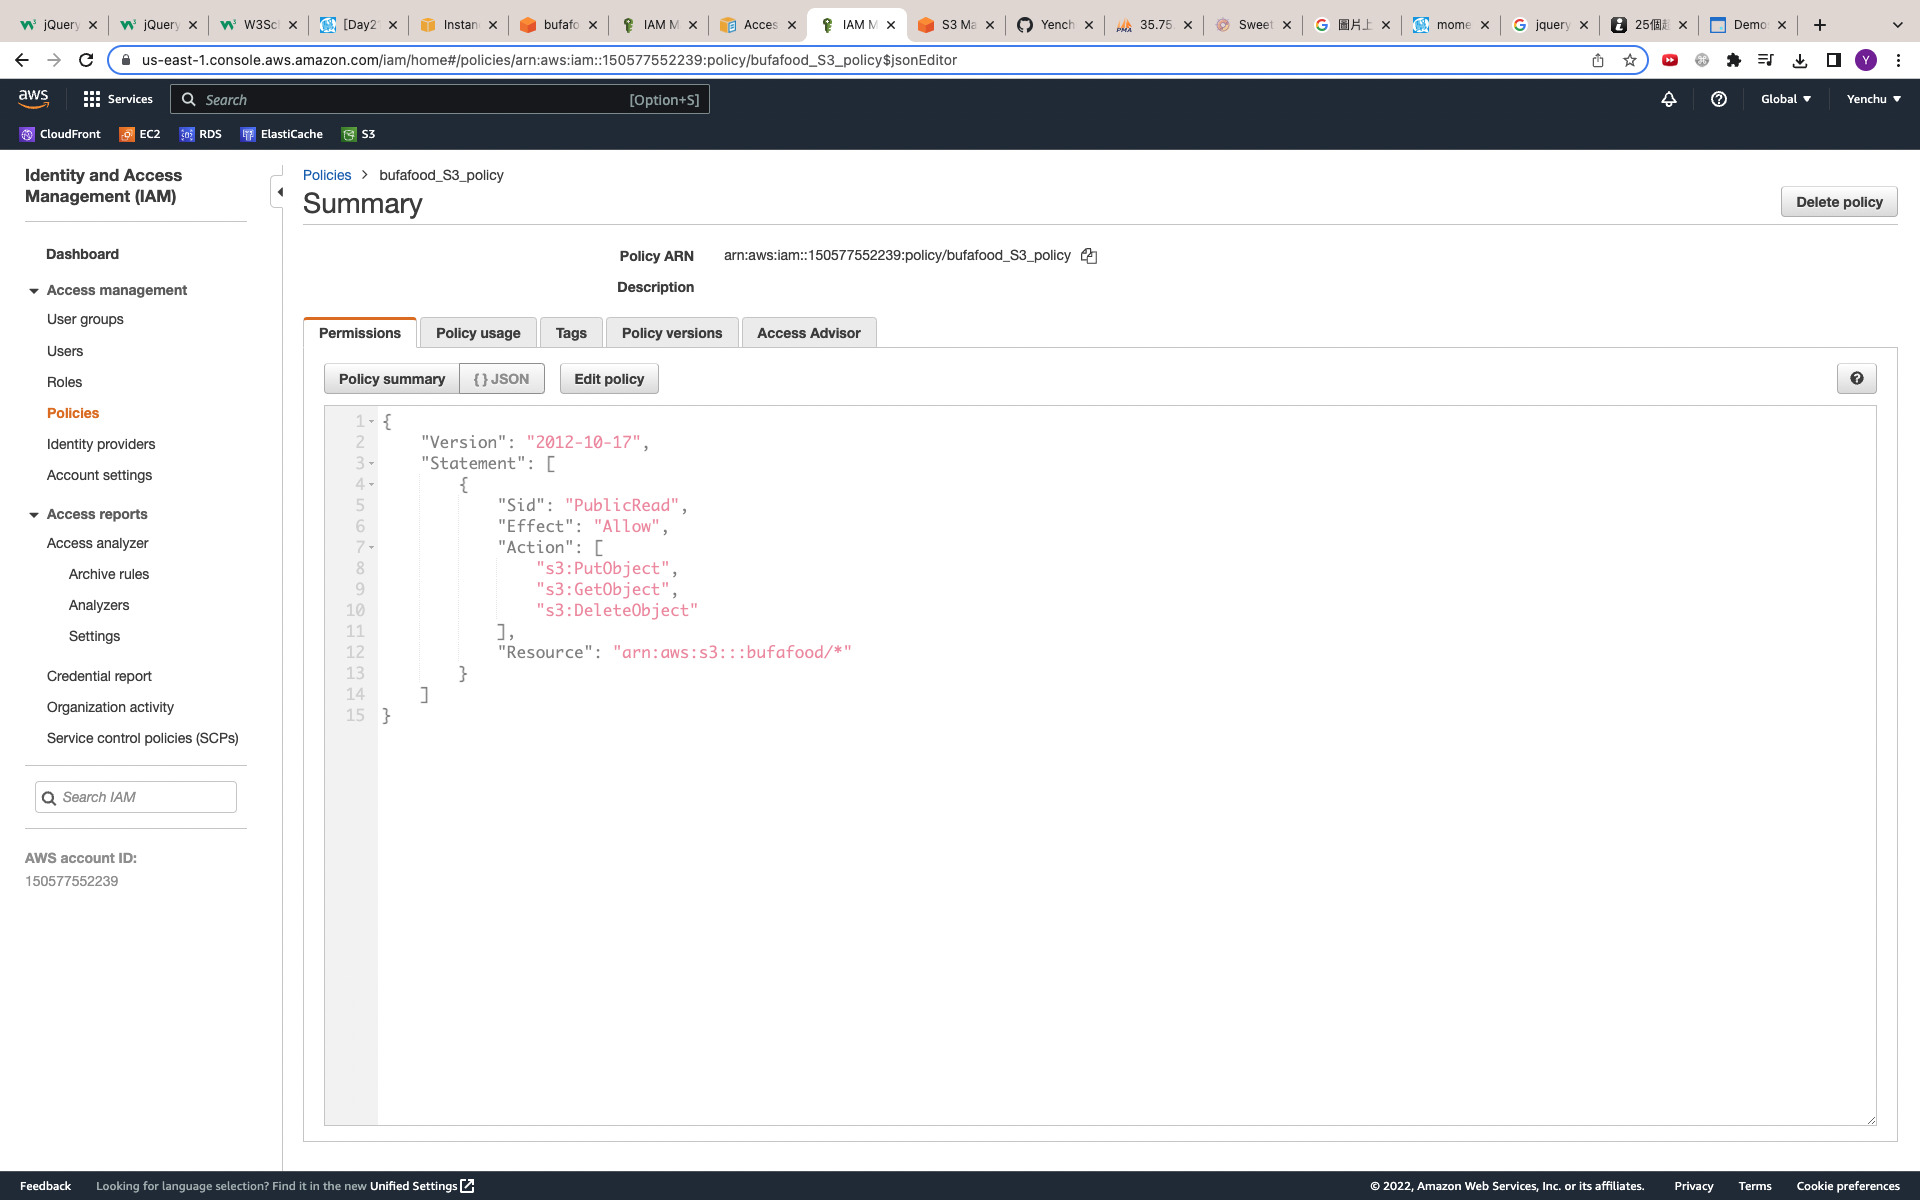 jQuery
jQuery
W3Sc
[Day2
Instan
bufafo
IAM M
Acces
IAM M
S3 Ma
Yench
35.75.
Sweet
圖片上
mome
jquery
25個超
Demo
us-east-1.console.aws.amazon.com/iam/home#/policies/arn:aws:iam::150577552239:policy/bufafood_S3_policy$jsonEditor
Y
aws
Services
Search
[Option+S]
Global
Yenchu
CloudFront
EC2
RDS
ElastiCache
S3
Identity and Access
Management (IAM)
Dashboard
Access management
User groups
Users
Roles
Policies
Identity providers
Account settings
Access reports
Access analyzer
Archive rules
Analyzers
Settings
Credential report
Organization activity
Service control policies (SCPs)
Search IAM
AWS account ID:
150577552239
Policies > bufafood_S3_policy
Summary
Delete policy
Policy ARN arn:aws:iam::150577552239:policy/bufafood_S3_policy
Description
Permissions
Policy usage
Tags
Policy versions
Access Advisor
Policy summary
{ } JSON
Edit policy
1 {
2 "Version": "2012-10-17",
3 "Statement": [
4 {
5 "Sid": "PublicRead",
6 "Effect": "Allow",
7 "Action": [
8 "s3:PutObject",
9 "s3:GetObject",
10 "s3:DeleteObject"
11 ],
12 "Resource": "arn:aws:s3:::bufafood/*"
13 }
14 ]
15 }
Feedback
Looking for language selection? Find it in the new Unified Settings
© 2022, Amazon Web Services, Inc. or its affiliates.
Privacy
Terms
Cookie preferences